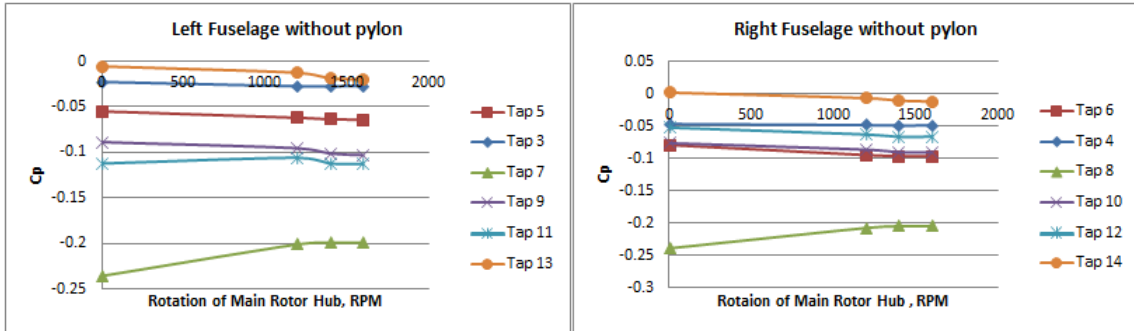 Left Fuselage without pylon
0
-0.05
-0.1
-0.15
-0.2
-0.25
Cp
0
500
1000
1500
2000
Rotation of Main Rotor Hub, RPM
Tap 5
Tap 3
Tap 7
Tap 9
Tap 11
Tap 13
Right Fuselage without pylon
0.05
0
-0.05
-0.1
-0.15
-0.2
-0.25
-0.3
Cp
0
500
1000
1500
2000
Rotaion of Main Rotor Hub , RPM
Tap 6
Tap 4
Tap 8
Tap 10
Tap 12
Tap 14